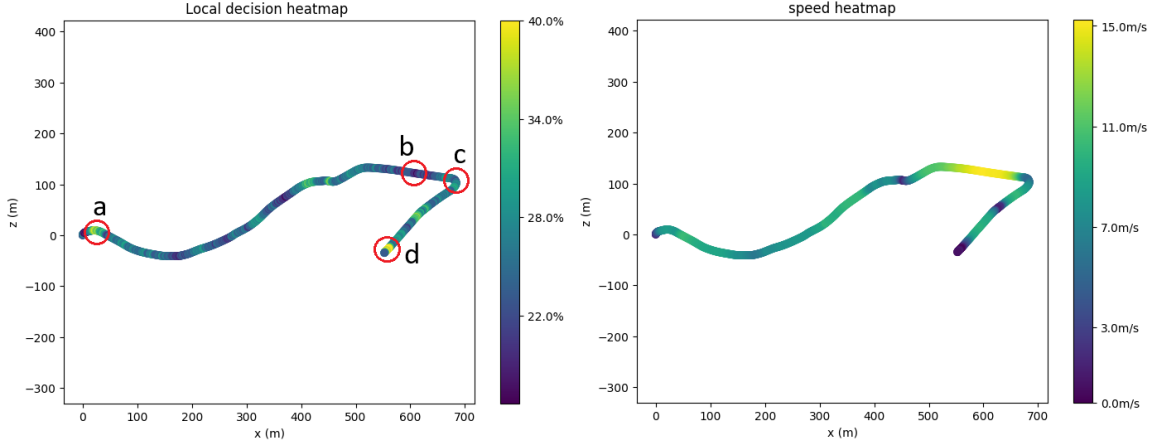 Local decision heatmap
400
300
200
100
0
−100
−200
−300
0 100 200 300 400 500 600 700
x (m)
z (m)
a
b
c
d
40.0%
34.0%
28.0%
22.0%
speed heatmap
400
300
200
100
0
−100
−200
−300
0 100 200 300 400 500 600 700
x (m)
z (m)
15.0m/s
11.0m/s
7.0m/s
3.0m/s
0.0m/s